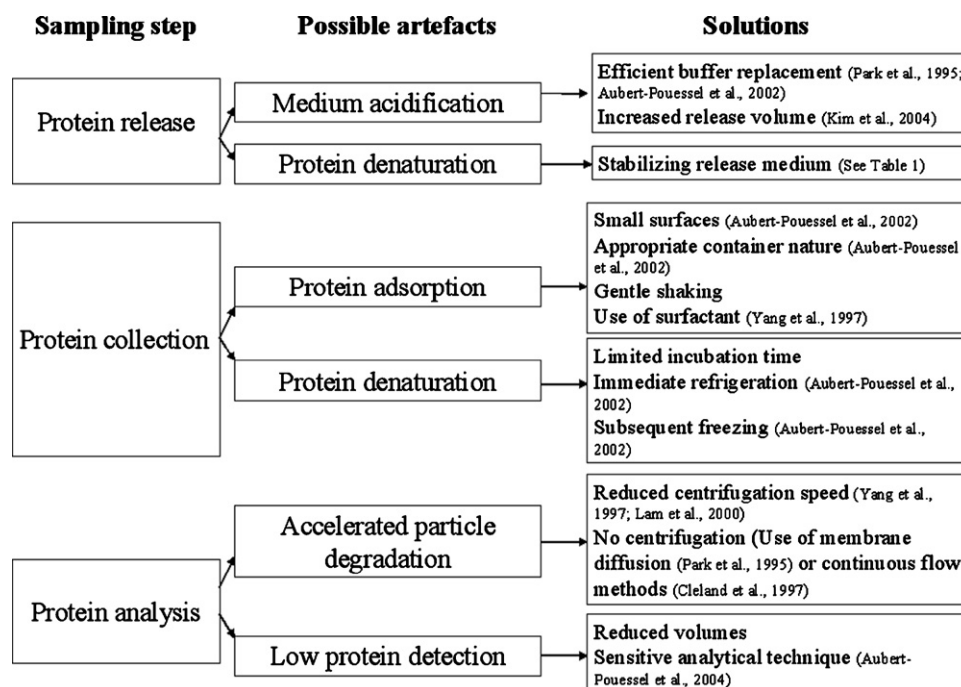 Sampling step
Possible artefacts
Solutions
Protein release
Medium acidification
Efficient buffer replacement (Park et al., 1995;
Aubert-Pouessel et al., 2002)
Increased release volume (Kim et al., 2004)
Protein denaturation
Stabilizing release medium (See Table 1)
Protein collection
Protein adsorption
Small surfaces (Aubert-Pouessel et al., 2002)
Appropriate container nature (Aubert-Pouessel
et al., 2002)
Gentle shaking
Use of surfactant (Yang et al., 1997)
Protein denaturation
Limited incubation time
Immediate refrigeration (Aubert-Pouessel et al.,
2002)
Subsequent freezing (Aubert-Pouessel et al.,
2002)
Protein analysis
Accelerated particle
degradation
Reduced centrifugation speed (Yang et al.,
1997; Lam et al., 2000)
No centrifugation (Use of membrane
diffusion (Park et al., 1995) or continuous flow
methods (Cleland et al., 1997)
Low protein detection
Reduced volumes
Sensitive analytical technique (Aubert-
Pouessel et al., 2004)